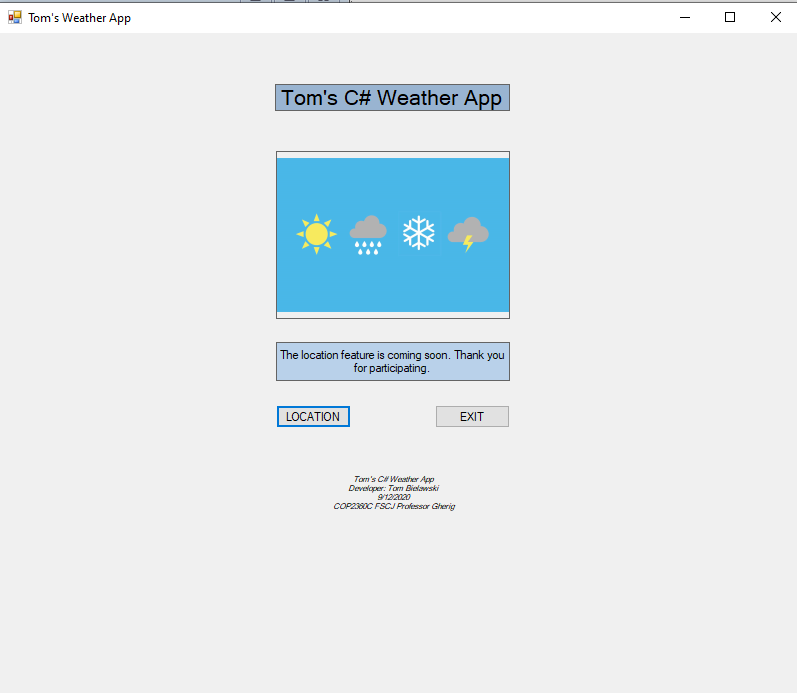 Tom's Weather App
Tom's C# Weather App
The location feature is coming soon. Thank you
for participating.
LOCATION
EXIT
Tom's C# Weather App
Developer: Tom Bielawski
9/12/2020
COP2360C FSCJ Professor Gherig